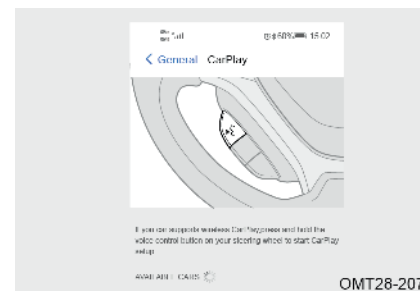 60% 15:02
General CarPlay
If you car supports wireless CarPlay,press and hold the
voice control button on your steering wheel to start CarPlay
setup
AVAILABLE CARS
OMT28-207